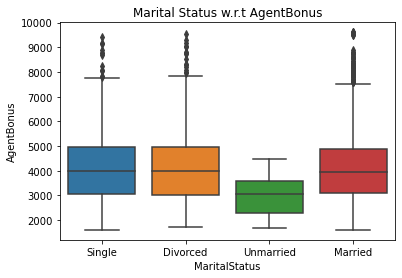 Marital Status w.r.t AgentBonus
10000
9000
8000
7000
6000
5000
4000
3000
2000
AgentBonus
Single Divorced Unmarried Married
MaritalStatus